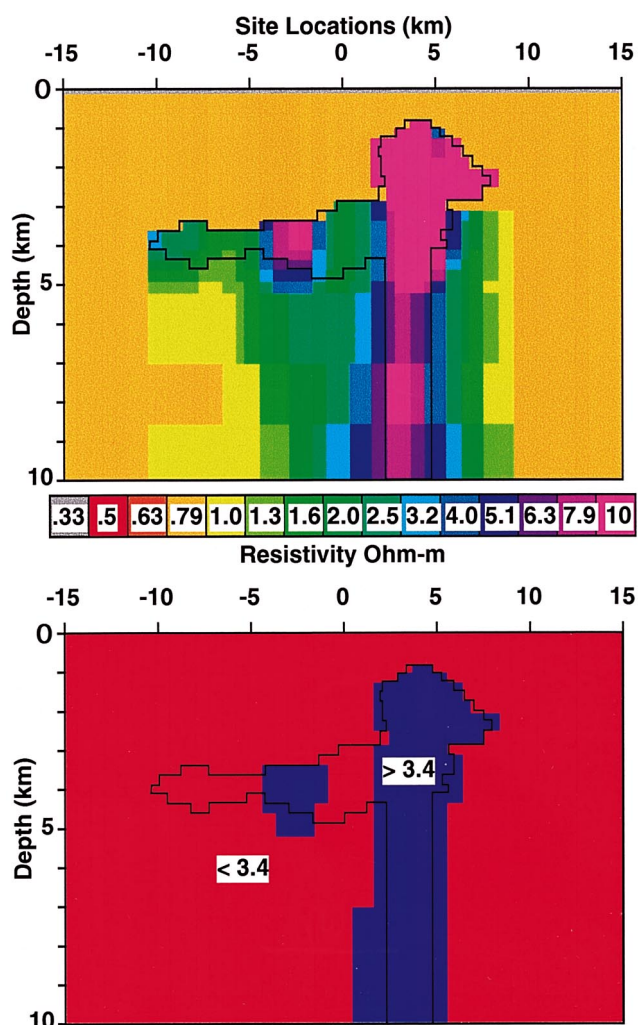 Site Locations (km)
-15 -10 -5 0 5 10 15
0
5
10
Depth (km)
.33 .5 .63 .79 1.0 1.3 1.6 2.0 2.5 3.2 4.0 5.1 6.3 7.9 10
Resistivity Ohm-m
-15 -10 -5 0 5 10 15
0
5
10
Depth (km)
> 3.4
< 3.4